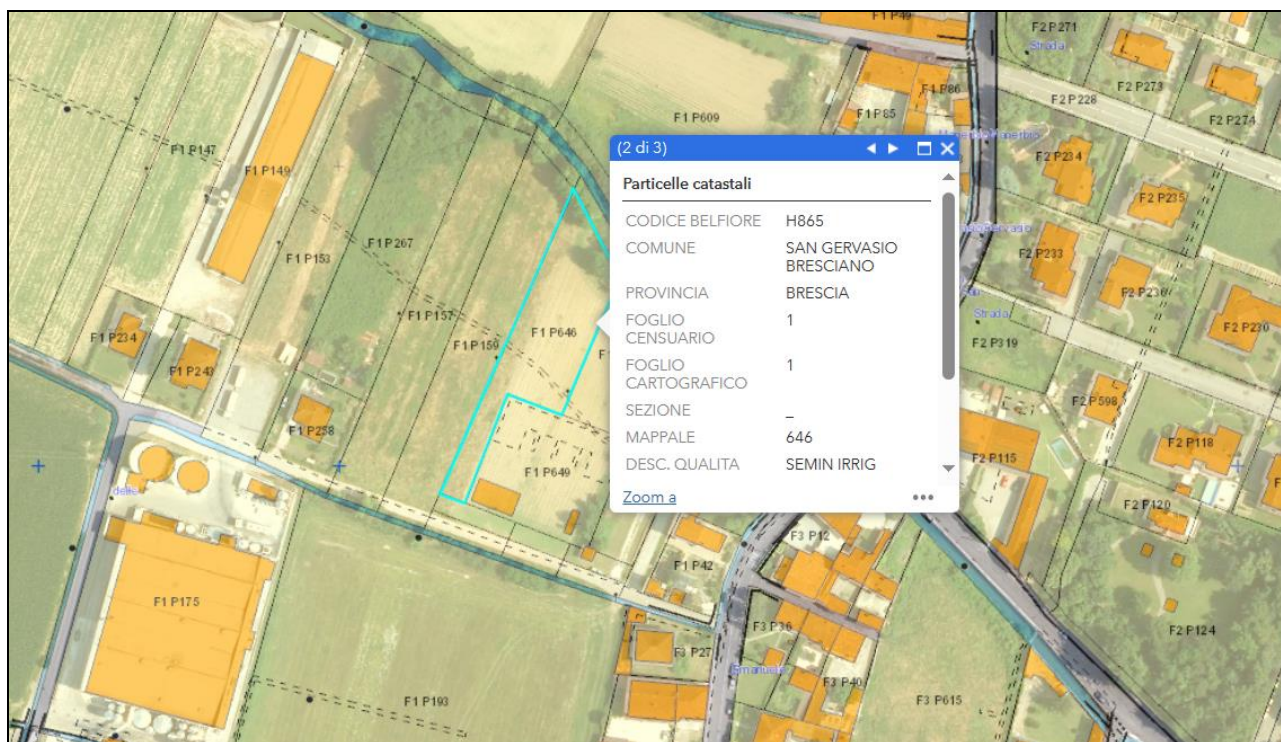 F1 P49
F2 P271
Strada
F2 P228
F2 P273
F2 P274
F1 P609
F1 P85
F1 P86
F1 P147
F1 P149
F2 P234
F2 P235
F1 P267
F1 P153
F2 P233
F2 P236
F1 P157
F1 P234
F1 P243
F1 P159
F1 P646
Strada
F2 P319
F2 P230
(2 di 3)
Particelle catastali
CODICE BELFIORE H865
COMUNE SAN GERVASIO
BRESCIANO
PROVINCIA BRESCIA
FOGLIO 1
CENSUARIO
FOGLIO 1
CARTOGRAFICO
SEZIONE _
MAPPALE 646
DESC. QUALITA SEMIN IRRIG
Zoom a
F1 P258
F2 P598
F2 P118
F1 P649
F2 P115
F2 P120
F3 P12
F1 P42
F1 P175
F3 P36
F2 P124
F3 P27
F3 P40
F1 P193
F3 P615